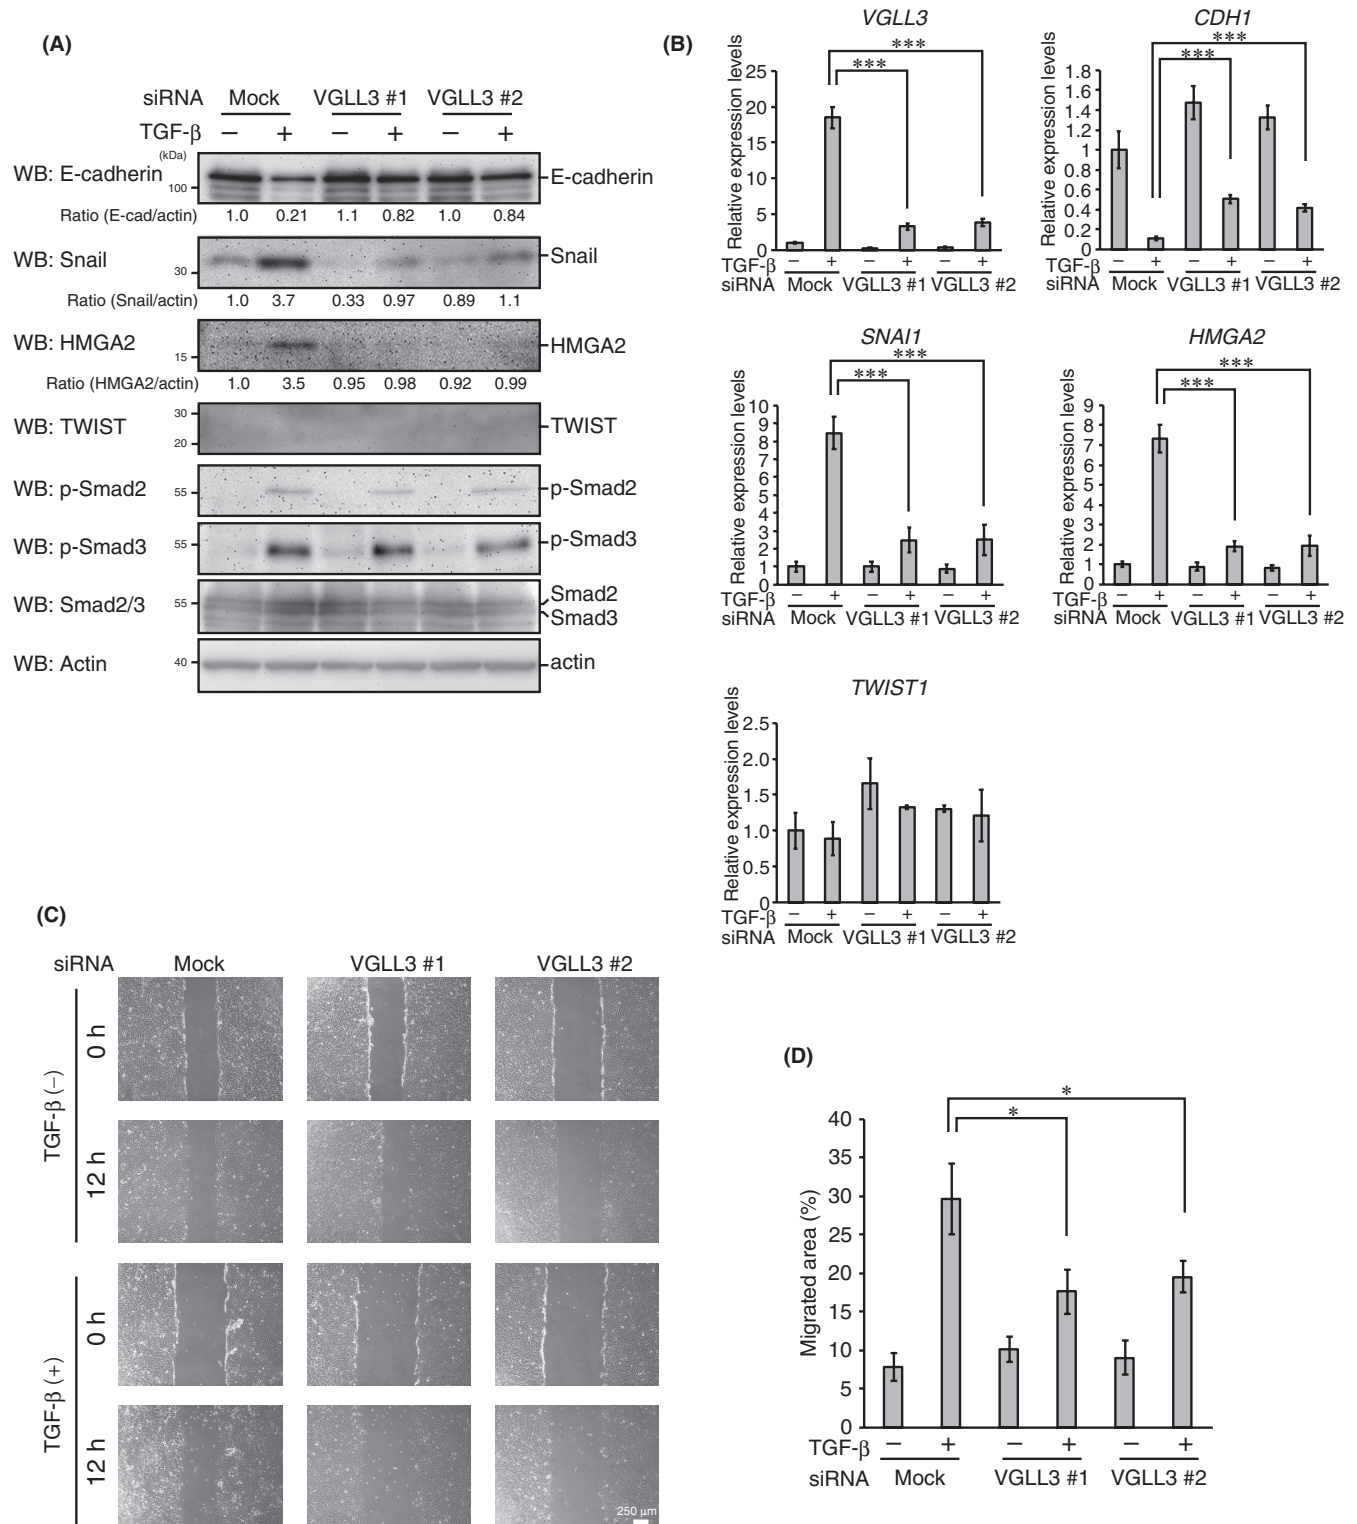 (A)
siRNA Mock VGLL3 #1 VGLL3 #2
TGF-β − + − + − +
(kDa)
WB: E-cadherin 100 E-cadherin
Ratio (E-cad/actin) 1.0 0.21 1.1 0.82 1.0 0.84
WB: Snail 30 Snail
Ratio (Snail/actin) 1.0 3.7 0.33 0.97 0.89 1.1
WB: HMGA2 15 HMGA2
Ratio (HMGA2/actin) 1.0 3.5 0.95 0.98 0.92 0.99
WB: TWIST 30 20 TWIST
WB: p-Smad2 55 p-Smad2
WB: p-Smad3 55 p-Smad3
WB: Smad2/3 55 Smad2
Smad3
WB: Actin 40 actin
(B)
VGLL3
Relative expression levels
25
20
15
10
5
0
*** 
***
TGF-β − + − + − +
siRNA Mock VGLL3 #1 VGLL3 #2
CDH1
Relative expression levels
1.8
1.6
1.4
1.2
1
0.8
0.6
0.4
0.2
0
***
***
TGF-β − + − + − +
siRNA Mock VGLL3 #1 VGLL3 #2
SNAI1
Relative expression levels
10
9
8
7
6
5
4
3
2
1
0
***
***
TGF-β − + − + − +
siRNA Mock VGLL3 #1 VGLL3 #2
HMGA2
Relative expression levels
9
8
7
6
5
4
3
2
1
0
***
***
TGF-β − + − + − +
siRNA Mock VGLL3 #1 VGLL3 #2
TWIST1
Relative expression levels
2.5
2.0
1.5
1.0
0.5
0
TGF-β − + − + − +
siRNA Mock VGLL3 #1 VGLL3 #2
(C)
siRNA Mock VGLL3 #1 VGLL3 #2
TGF-β (−)
0 h
12 h
TGF-β (+)
0 h
12 h
250 µm
(D)
Migrated area (%)
40
35
30
25
20
15
10
5
0
*
*
TGF-β − + − + − +
siRNA Mock VGLL3 #1 VGLL3 #2